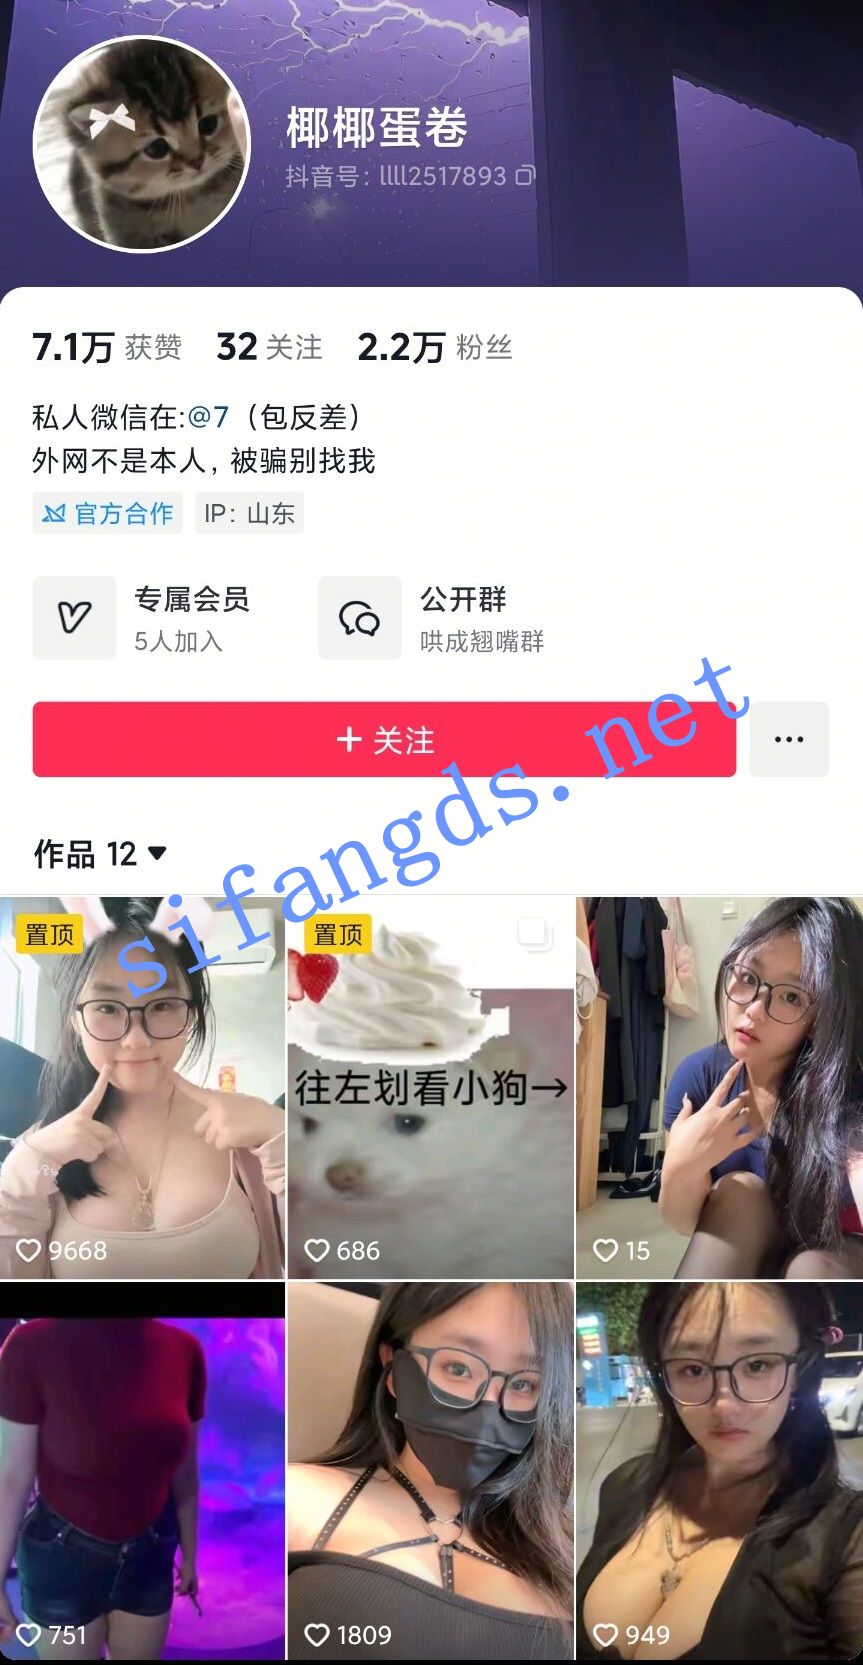 椰椰蛋卷
抖音号: llll2517893
7.1万 获赞 32 关注 2.2万 粉丝
私人微信在:@7（包反差）
外网不是本人, 被骗别找我
官方合作 IP: 山东
专属会员 公开群
5人加入 哄成翘嘴群
+ 关注 ...
sifangds.net
作品 12
置顶 置顶
往左划看小狗→
9668 686 15
751 1809 949